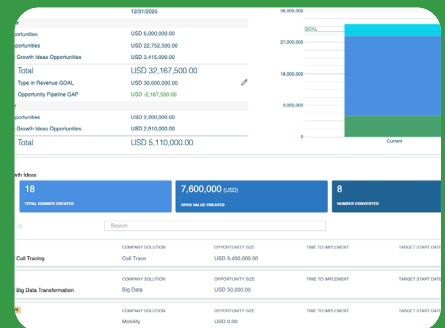 12/31/2025
portunities USD 6,000,000.00
pportunities USD 22,752,500.00
Growth Ideas Opportunities USD 3,415,000.00
Total USD 32,167,500.00
Type in Revenue GOAL USD 30,000,000.00
Opportunity Pipeline GAP USD -2,167,500.00
pportunities USD 2,200,000.00
Growth Ideas Opportunities USD 2,910,000.00
Total USD 5,110,000.00
36,000,000
GOAL
27,000,000
18,000,000
9,000,000
0
Current
wth Ideas
18
TOTAL NUMBER CREATED
7,600,000 (USD)
OPEN VALUE CREATED
8
NUMBER CONVERTED
Search
COMPANY SOLUTION OPPORTUNITY SIZE TIME TO IMPLEMENT TARGET START DATE
Call Tracing Call Trace USD 3,400,000.00
COMPANY SOLUTION OPPORTUNITY SIZE TIME TO IMPLEMENT TARGET START DATE
Big Data Transformation Big Data USD 50,000.00
COMPANY SOLUTION OPPORTUNITY SIZE TIME TO IMPLEMENT TARGET START DAT
Mobility USD 0.00